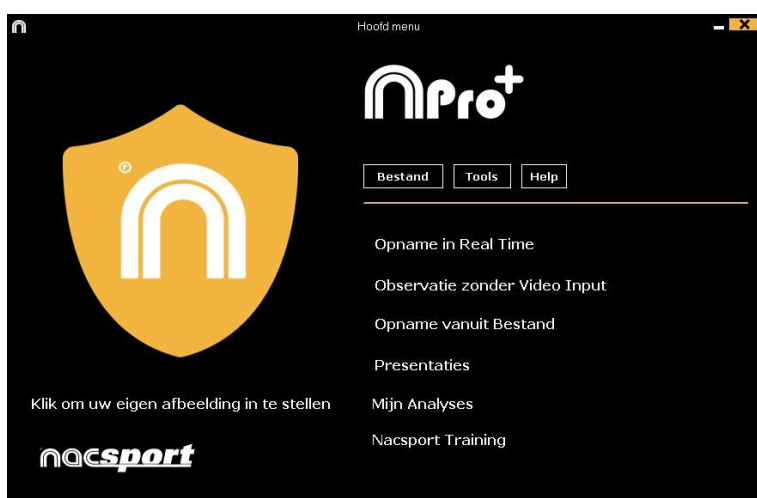 Hoofd menu
nPro+
Bestand Tools Help
Opname in Real Time
Observatie zonder Video Input
Opname vanuit Bestand
Presentaties
Mijn Analyses
Nacsport Training
n
Klik om uw eigen afbeelding in te stellen
nacsport